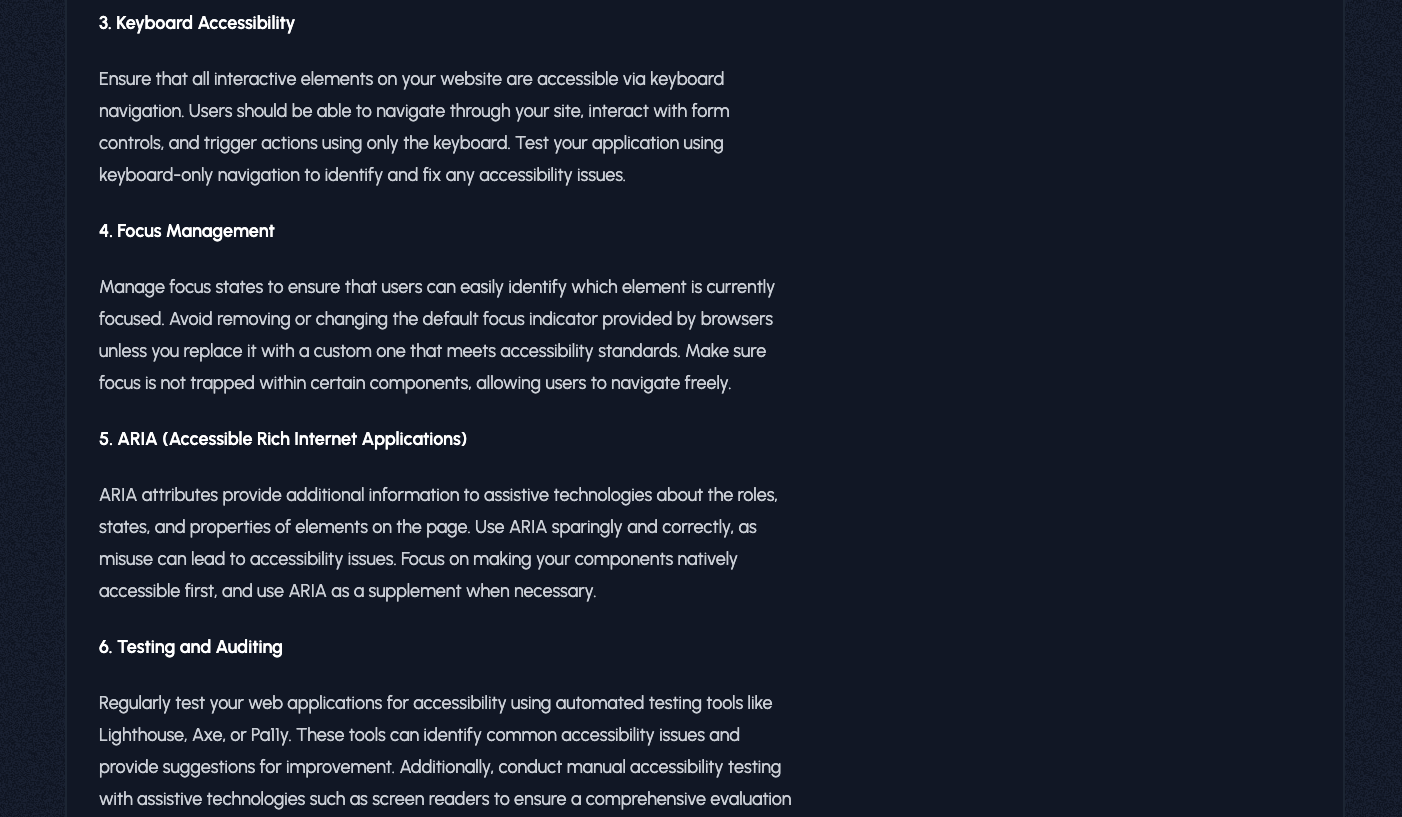 3. Keyboard Accessibility
Ensure that all interactive elements on your website are accessible via keyboard
navigation. Users should be able to navigate through your site, interact with form
controls, and trigger actions using only the keyboard. Test your application using
keyboard-only navigation to identify and fix any accessibility issues.
4. Focus Management
Manage focus states to ensure that users can easily identify which element is currently
focused. Avoid removing or changing the default focus indicator provided by browsers
unless you replace it with a custom one that meets accessibility standards. Make sure
focus is not trapped within certain components, allowing users to navigate freely.
5. ARIA (Accessible Rich Internet Applications)
ARIA attributes provide additional information to assistive technologies about the roles,
states, and properties of elements on the page. Use ARIA sparingly and correctly, as
misuse can lead to accessibility issues. Focus on making your components natively
accessible first, and use ARIA as a supplement when necessary.
6. Testing and Auditing
Regularly test your web applications for accessibility using automated testing tools like
Lighthouse, Axe, or Pa11y. These tools can identify common accessibility issues and
provide suggestions for improvement. Additionally, conduct manual accessibility testing
with assistive technologies such as screen readers to ensure a comprehensive evaluation